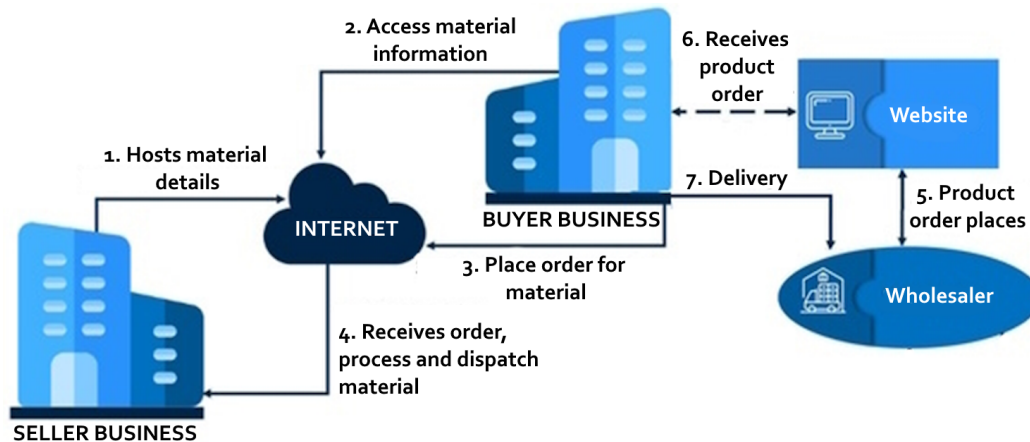 2. Access material
information
6. Receives
product
order
Website
1. Hosts material
details
7. Delivery
5. Product
order places
INTERNET
BUYER BUSINESS
3. Place order for
material
Wholesaler
4. Receives order,
process and dispatch
material
SELLER BUSINESS